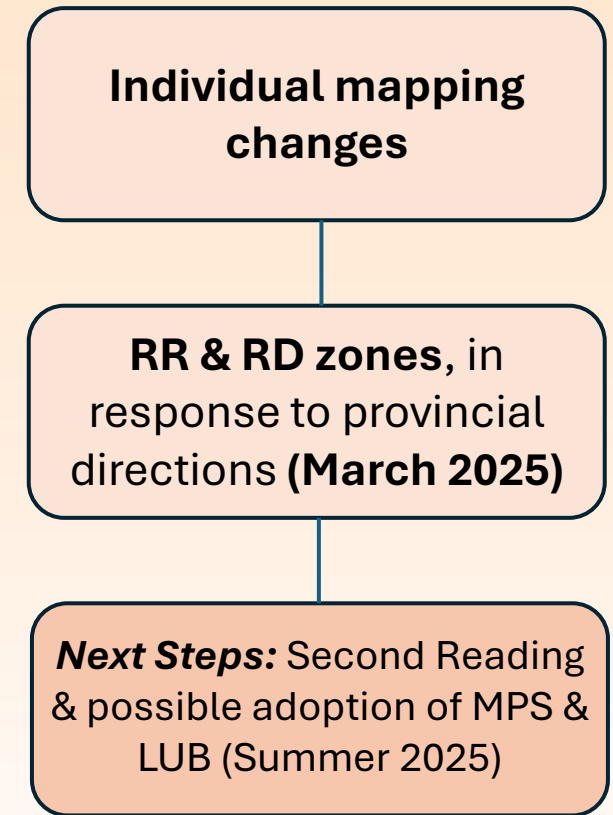 Individual mapping
changes
RR & RD zones, in
response to provincial
directions (March 2025)
Next Steps: Second Reading
& possible adoption of MPS &
LUB (Summer 2025)